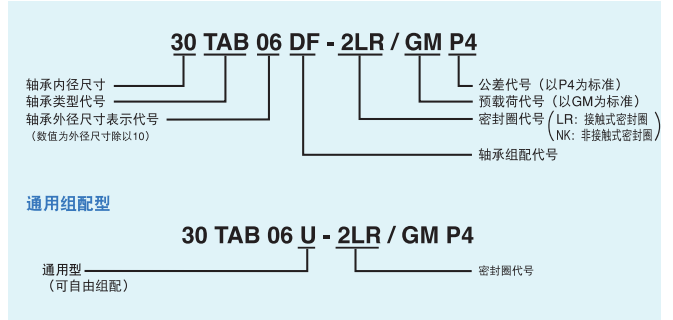 30 TAB 06 DF - 2LR / GM P4
轴承内径尺寸
轴承类型代号
轴承外径尺寸表示代号
（数值为外径尺寸除以10）
公差代号（以P4为标准）
预载荷代号（以GM为标准）
密封圈代号（LR：接触式密封圈
NK：非接触式密封圈）
轴承组配代号
通用组配型
30 TAB 06 U - 2LR / GM P4
通用型
（可自由组配）
密封圈代号